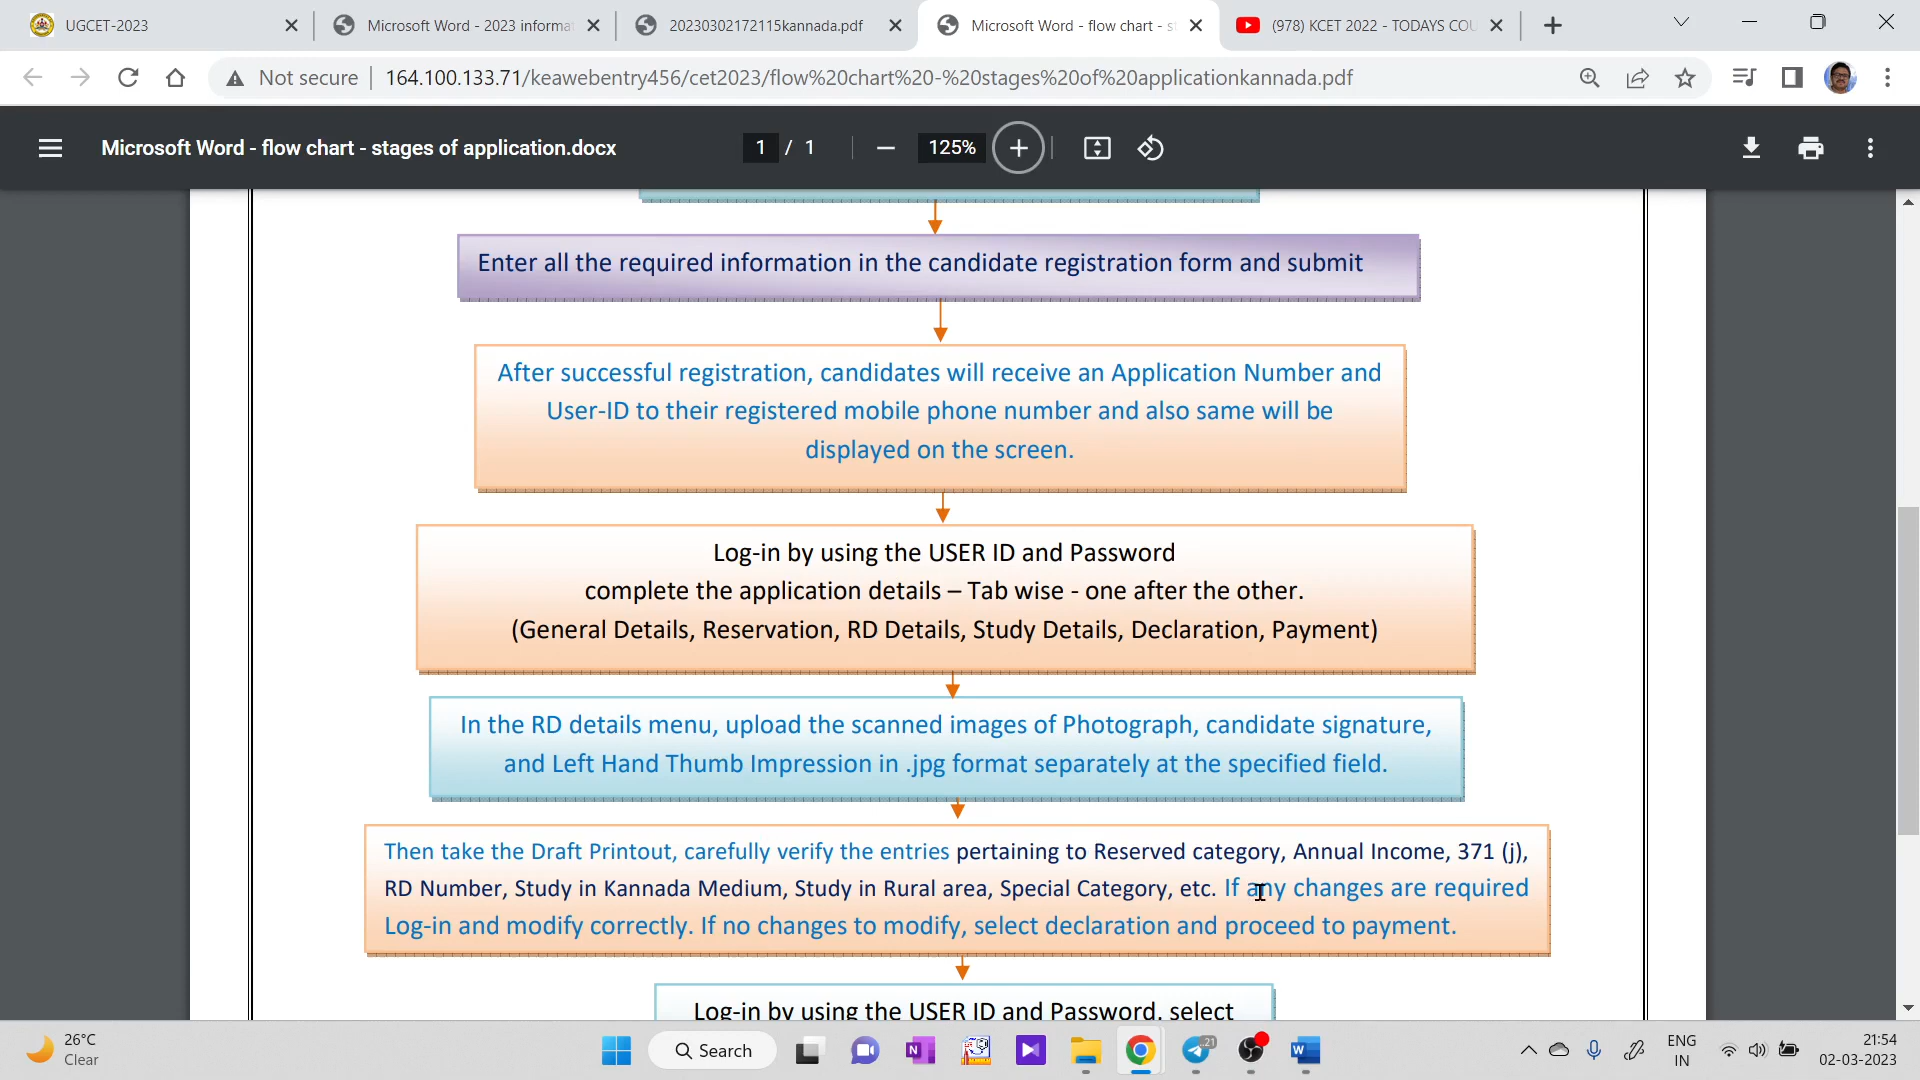 UGCET-2023
Microsoft Word - 2023 informa
20230302172115kannada.pdf
Microsoft Word - flow chart - s
(978) KCET 2022 - TODAYS COU
Not secure
164.100.133.71/keawebentry456/cet2023/flow%20chart%20-%20stages%20of%20applicationkannada.pdf
Microsoft Word - flow chart - stages of application.docx
1 / 1
125%
Enter all the required information in the candidate registration form and submit
After successful registration, candidates will receive an Application Number and
User-ID to their registered mobile phone number and also same will be
displayed on the screen.
Log-in by using the USER ID and Password
complete the application details – Tab wise - one after the other.
(General Details, Reservation, RD Details, Study Details, Declaration, Payment)
In the RD details menu, upload the scanned images of Photograph, candidate signature,
and Left Hand Thumb Impression in .jpg format separately at the specified field.
Then take the Draft Printout, carefully verify the entries pertaining to Reserved category, Annual Income, 371 (j),
RD Number, Study in Kannada Medium, Study in Rural area, Special Category, etc. If any changes are required
Log-in and modify correctly. If no changes to modify, select declaration and proceed to payment.
Log-in by using the USER ID and Password, select
26°C
Clear
Search
21
ENG
IN
21:54
02-03-2023